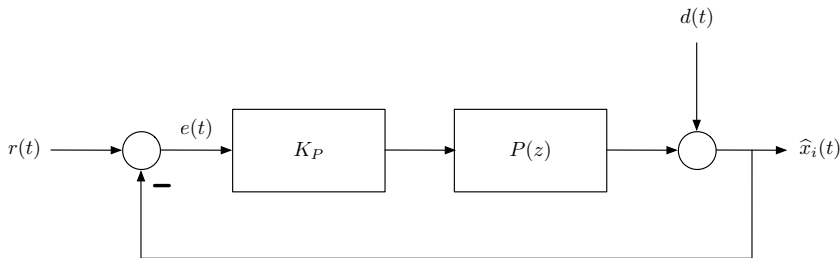 d(t)
r(t)
e(t)
K_P
P(z)
x̂_i(t)
−